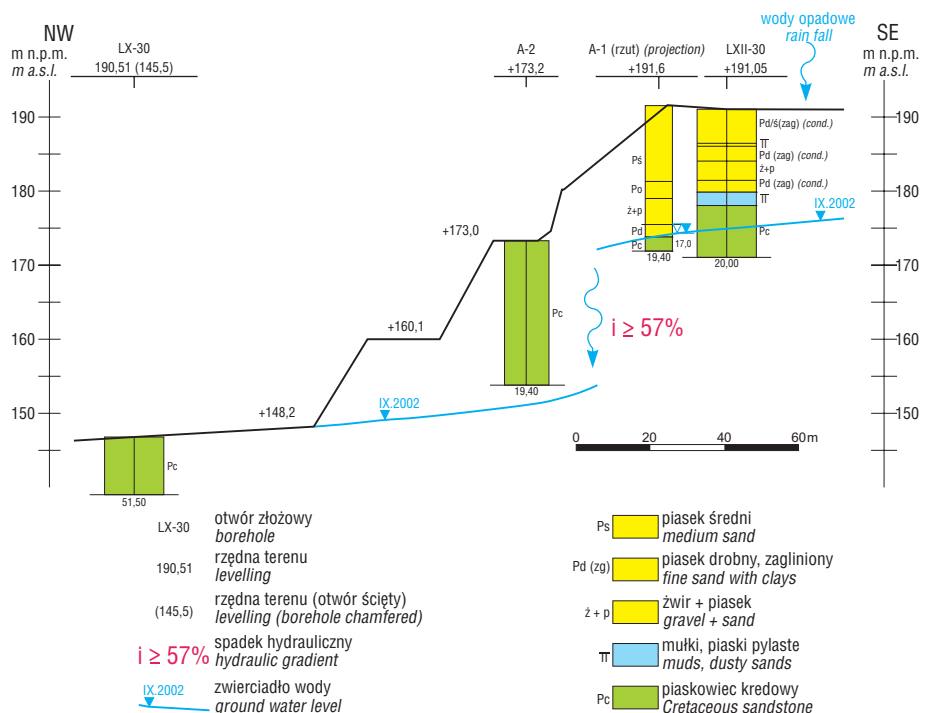 wody opadowe
rain fall
NW
m n.p.m.
m a.s.l.
LX-30
190,51 (145,5)
A-2
+173,2
A-1 (rzut) (projection)
+191,6
LXII-30
+191,05
SE
m n.p.m.
m a.s.l.
190
180
170
160
150
190
180
170
160
150
Pś
Po
ż+p
Pd
Pc
19,40
17,0
Pd/ś(zag) (cond.)
π
Pd (zag) (cond.)
ż+p
Pd (zag) (cond.)
π
Pc
20,00
IX.2002
+173,0
Pc
19,40
i ≥ 57%
+160,1
IX.2002
+148,2
Pc
51,50
0 20 40 60m
LX-30 otwór złożowy
borehole
190,51 rzędna terenu
levelling
(145,5) rzędna terenu (otwór ścięty)
levelling (borehole chamfered)
i ≥ 57% spadek hydrauliczny
hydraulic gradient
IX.2002 zwierciadło wody
ground water level
Ps piasek średni
medium sand
Pd (zg) piasek drobny, zagliniony
fine sand with clays
ż + p żwir + piasek
gravel + sand
π mułki, piaski pylaste
muds, dusty sands
Pc piaskowiec kredowy
Cretaceous sandstone